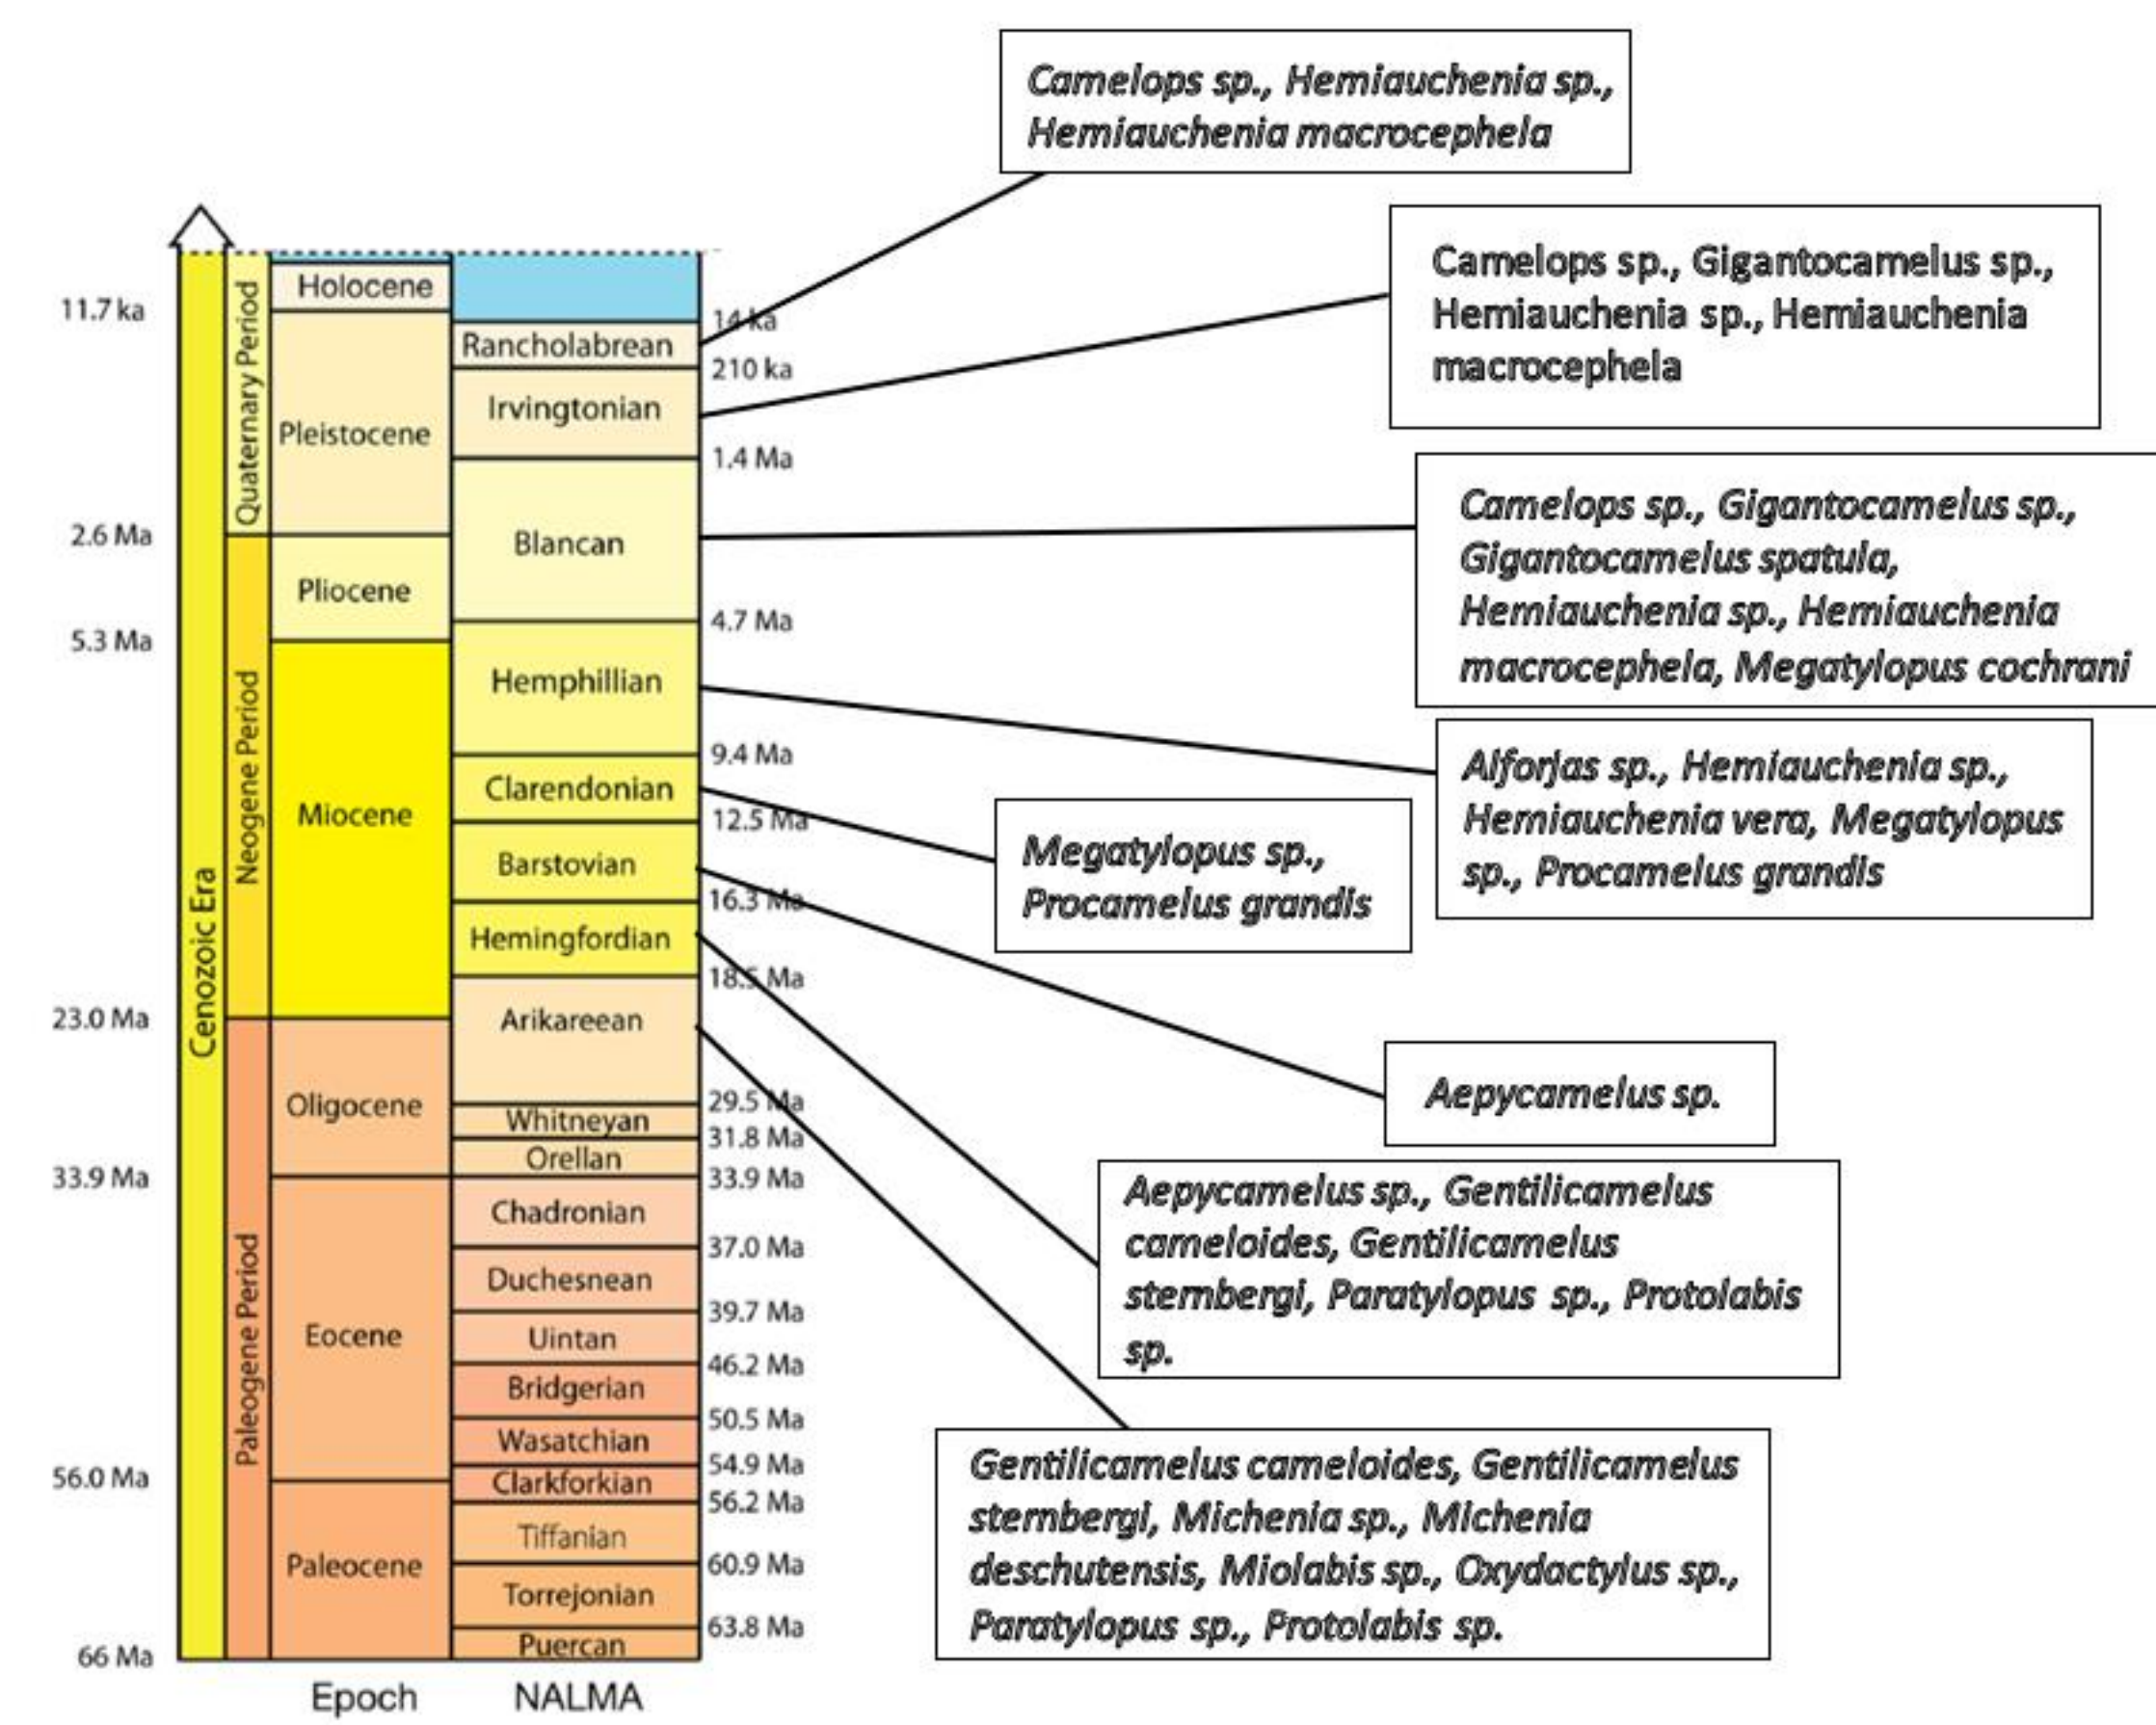 Camelops sp., Hemiauchenia sp.,
Hemiauchenia macrocephela
Camelops sp., Gigantocamelus sp.,
Hemiauchenia sp., Hemiauchenia
macrocephela
Camelops sp., Gigantocamelus sp.,
Gigantocamelus spatula,
Hemiauchenia sp., Hemiauchenia
macrocephela, Megatylopus cochrani
Alforjas sp., Hemiauchenia sp.,
Hemiauchenia vera, Megatylopus
sp., Procamelus grandis
Megatylopus sp.,
Procamelus grandis
Aepycamelus sp.
Aepycamelus sp., Gentilicamelus
cameloides, Gentilicamelus
sternbergi, Paratylopus sp., Protolabis
sp.
Gentilicamelus cameloides, Gentilicamelus
sternbergi, Michenia sp., Michenia
deschutensis, Miolabis sp., Oxydactylus sp.,
Paratylopus sp., Protolabis sp.
11.7 ka
2.6 Ma
5.3 Ma
23.0 Ma
33.9 Ma
56.0 Ma
66 Ma
Cenozoic Era
Quaternary Period
Neogene Period
Paleogene Period
Holocene
Pleistocene
Pliocene
Miocene
Oligocene
Eocene
Paleocene
Epoch
Rancholabrean
Irvingtonian
Blancan
Hemphillian
Clarendonian
Barstovian
Hemingfordian
Arikareean
Whitneyan
Orellan
Chadronian
Duchesnean
Uintan
Bridgerian
Wasatchian
Clarkforkian
Tiffanian
Torrejonian
Puercan
NALMA
14 ka
210 ka
1.4 Ma
4.7 Ma
9.4 Ma
12.5 Ma
16.3 Ma
18.5 Ma
29.5 Ma
31.8 Ma
33.9 Ma
37.0 Ma
39.7 Ma
46.2 Ma
50.5 Ma
54.9 Ma
56.2 Ma
60.9 Ma
63.8 Ma